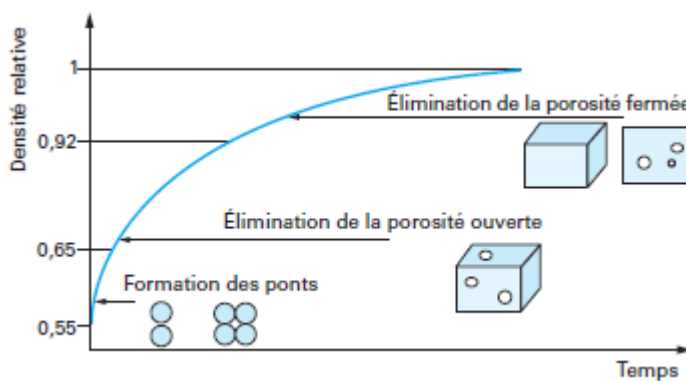 Densité relative
1
Élimination de la porosité fermée
0,92
Élimination de la porosité ouverte
0,65
Formation des ponts
0,55
Temps